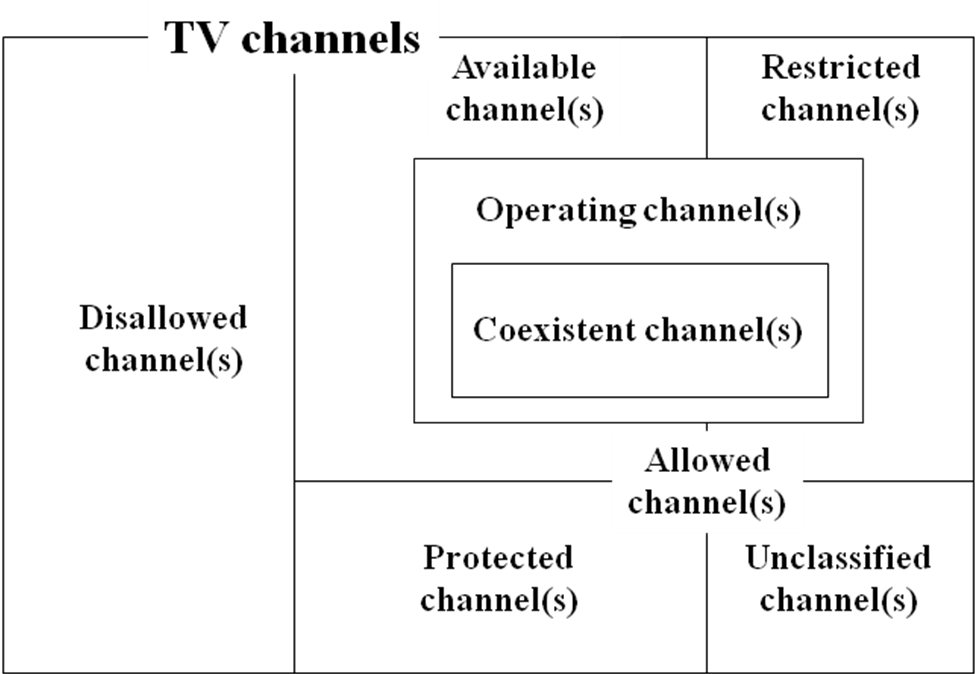 TV channels
Available
channel(s)
Restricted
channel(s)
Operating channel(s)
Disallowed
channel(s)
Coexistent channel(s)
Allowed
channel(s)
Protected
channel(s)
Unclassified
channel(s)